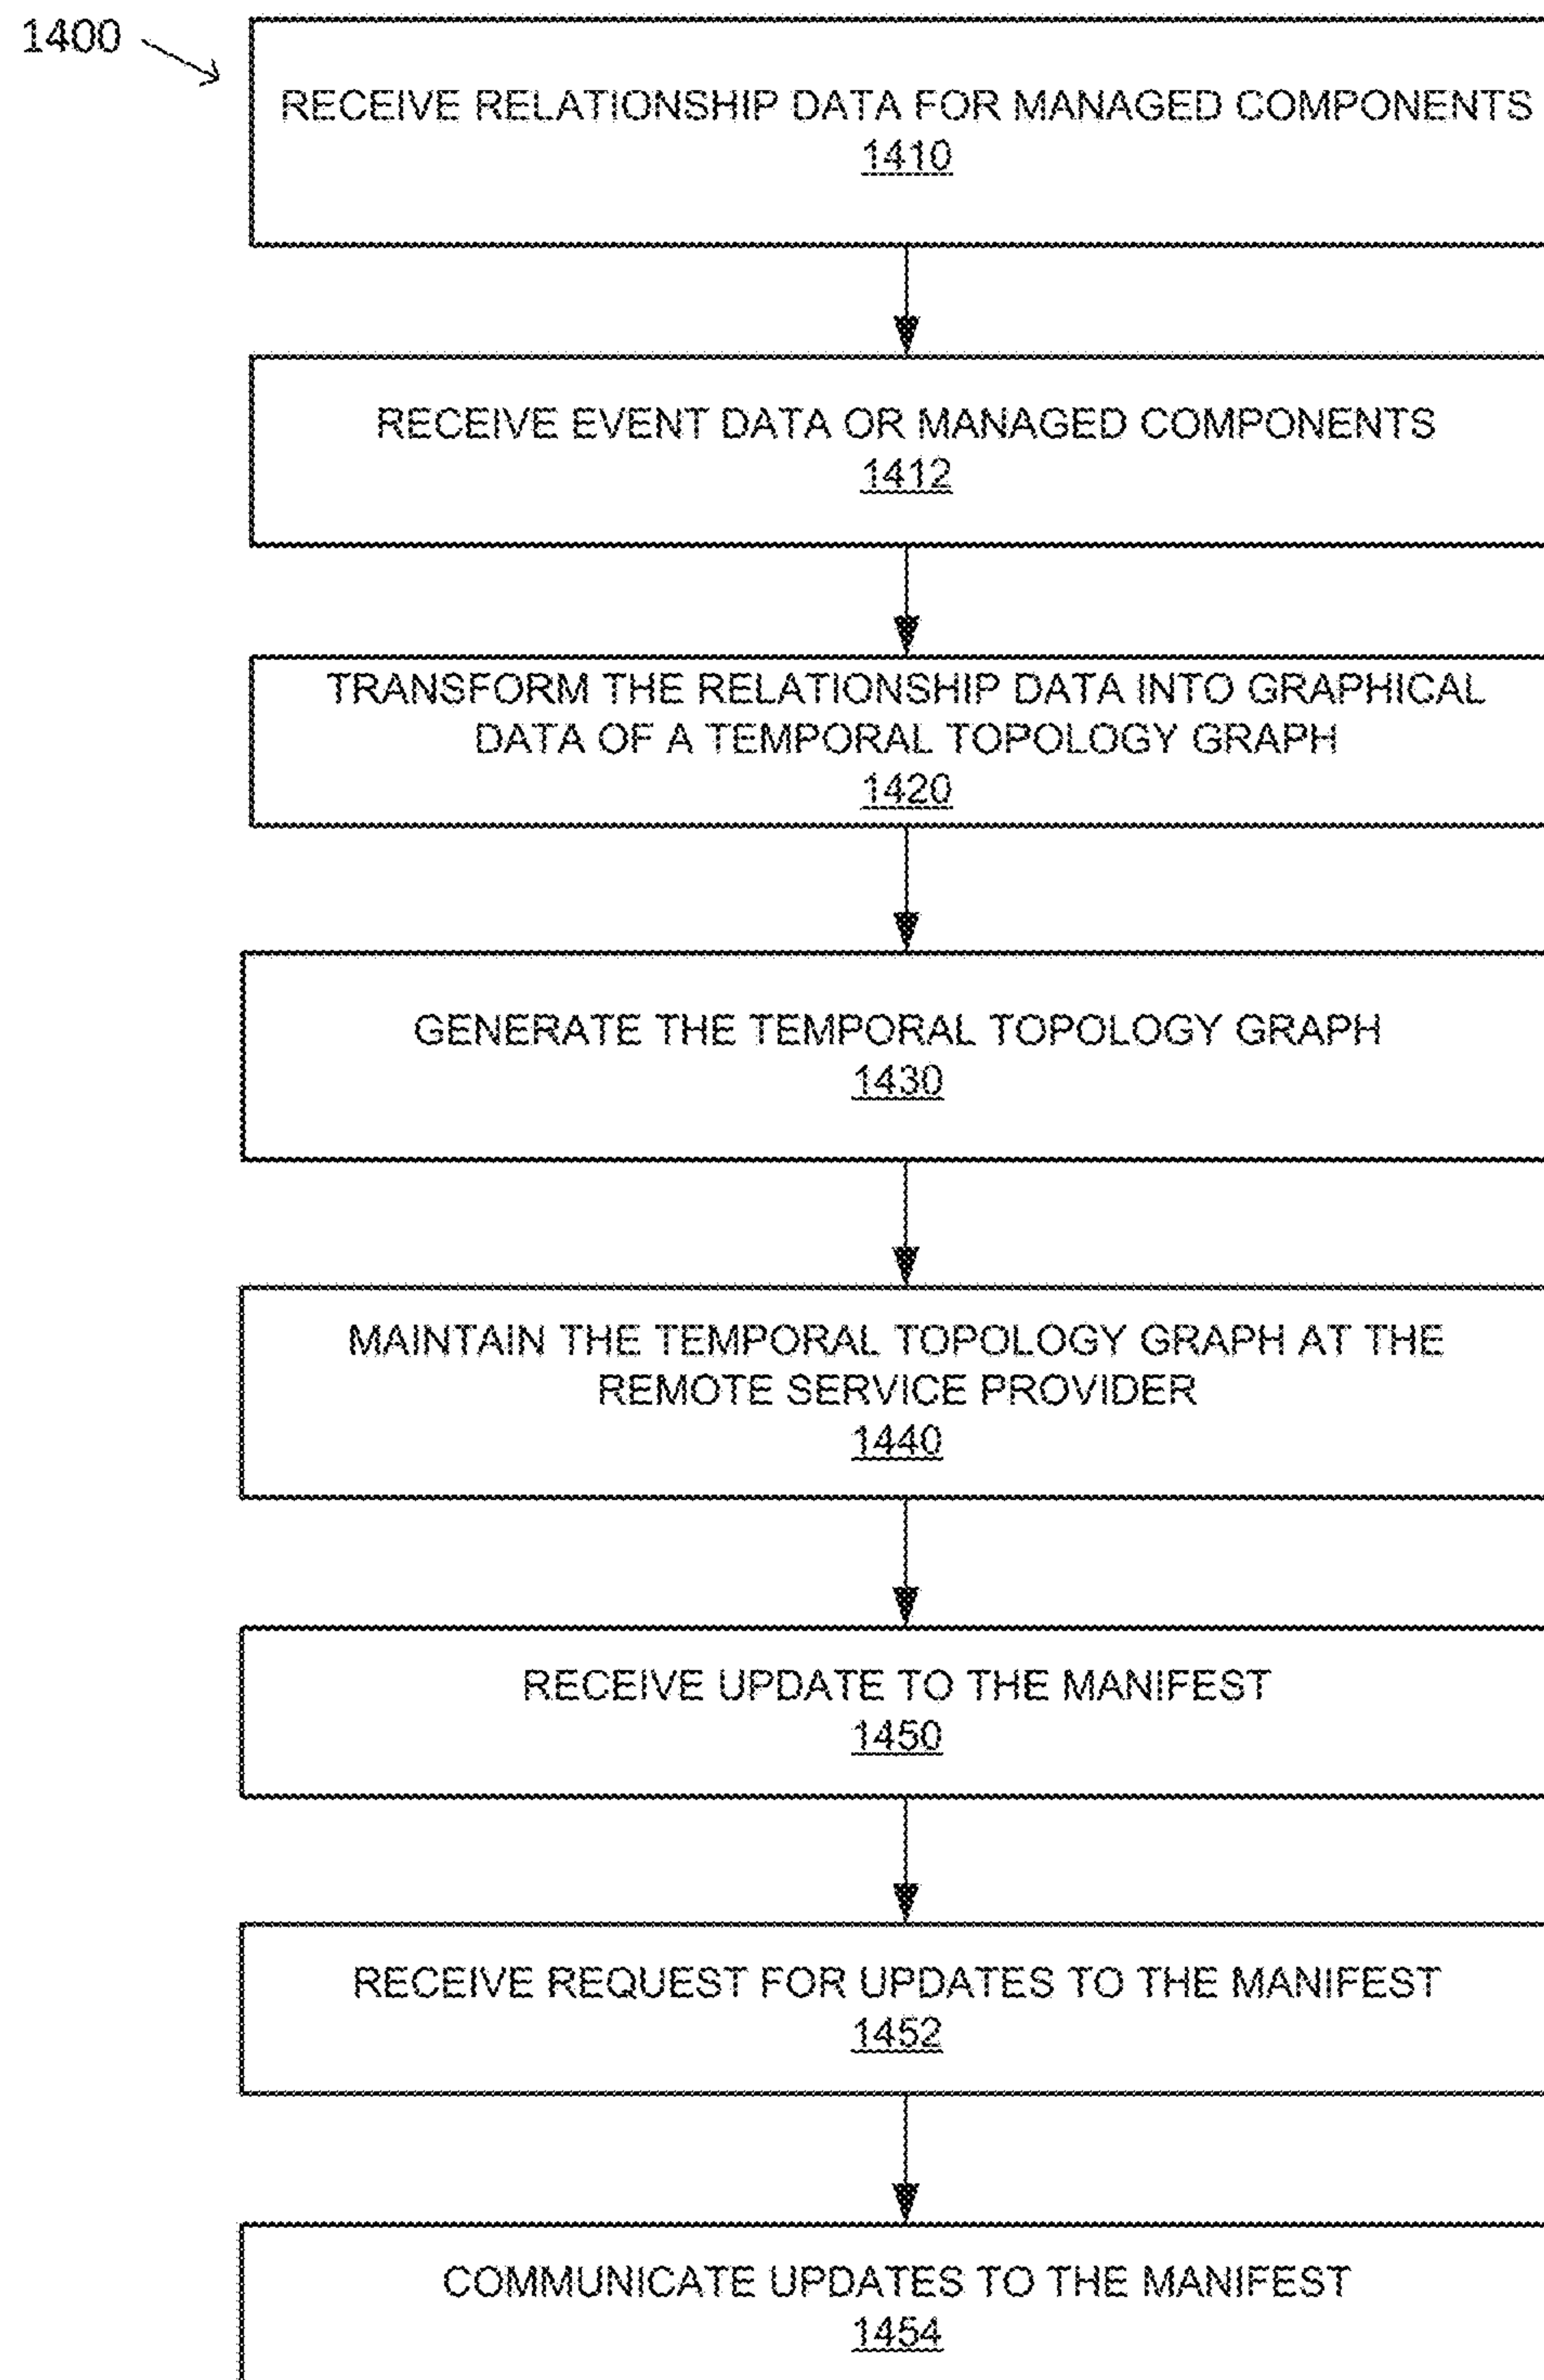 1400
RECEIVE RELATIONSHIP DATA FOR MANAGED COMPONENTS
1410
RECEIVE EVENT DATA OR MANAGED COMPONENTS
1412
TRANSFORM THE RELATIONSHIP DATA INTO GRAPHICAL
DATA OF A TEMPORAL TOPOLOGY GRAPH
1420
GENERATE THE TEMPORAL TOPOLOGY GRAPH
1430
MAINTAIN THE TEMPORAL TOPOLOGY GRAPH AT THE
REMOTE SERVICE PROVIDER
1440
RECEIVE UPDATE TO THE MANIFEST
1450
RECEIVE REQUEST FOR UPDATES TO THE MANIFEST
1452
COMMUNICATE UPDATES TO THE MANIFEST
1454